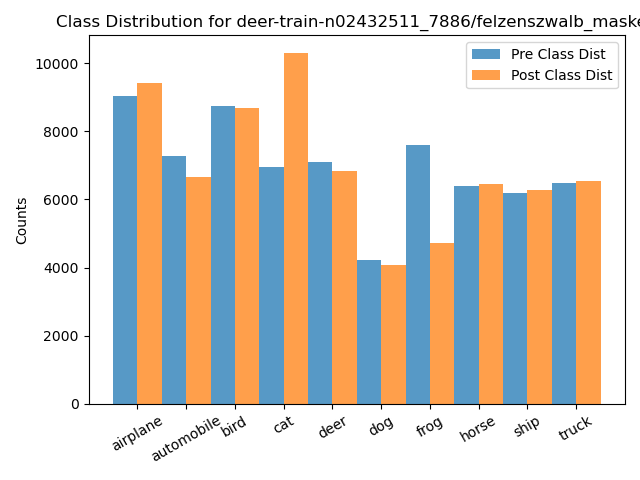 Class Distribution for deer-train-n02432511_7886/felzenszwalb_maske
Pre Class Dist
Post Class Dist
Counts
10000
8000
6000
4000
2000
0
airplane
automobile
bird
cat
deer
dog
frog
horse
ship
truck